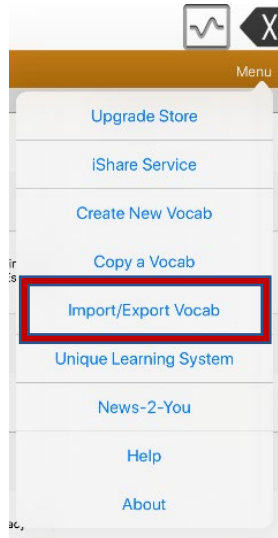 X
Menu
Upgrade Store
iShare Service
Create New Vocab
Copy a Vocab
Import/Export Vocab
Unique Learning System
News-2-You
Help
About